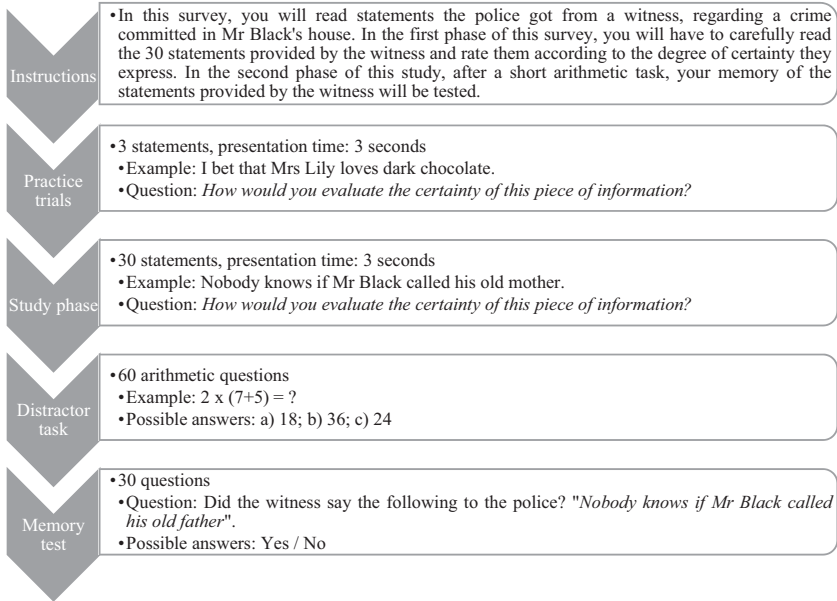 Instructions
•In this survey, you will read statements the police got from a witness, regarding a crime
committed in Mr Black's house. In the first phase of this survey, you will have to carefully read
the 30 statements provided by the witness and rate them according to the degree of certainty they
express. In the second phase of this study, after a short arithmetic task, your memory of the
statements provided by the witness will be tested.
Practice
trials
•3 statements, presentation time: 3 seconds
•Example: I bet that Mrs Lily loves dark chocolate.
•Question: How would you evaluate the certainty of this piece of information?
Study phase
•30 statements, presentation time: 3 seconds
•Example: Nobody knows if Mr Black called his old mother.
•Question: How would you evaluate the certainty of this piece of information?
Distractor
task
•60 arithmetic questions
•Example: 2 x (7+5) = ?
•Possible answers: a) 18; b) 36; c) 24
Memory
test
•30 questions
•Question: Did the witness say the following to the police? "Nobody knows if Mr Black called
his old father".
•Possible answers: Yes / No